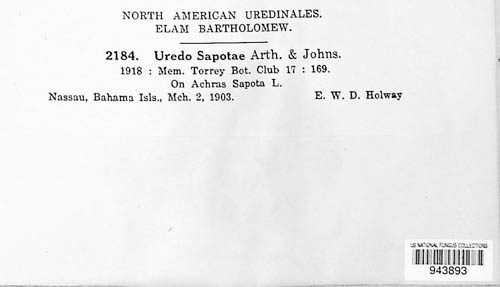 NORTH AMERICAN UREDINALES.
ELAM BARTHOLOMEW.
2184. Uredo Sapotae Arth. & Johns.
1918 : Mem. Torrey Bot. Club 17 : 169.
On Achras Sapota L.
Nassau, Bahama Isls., Mch. 2, 1903. E. W. D. Holway
US NATIONAL FUNGUS COLLECTIONS
943893